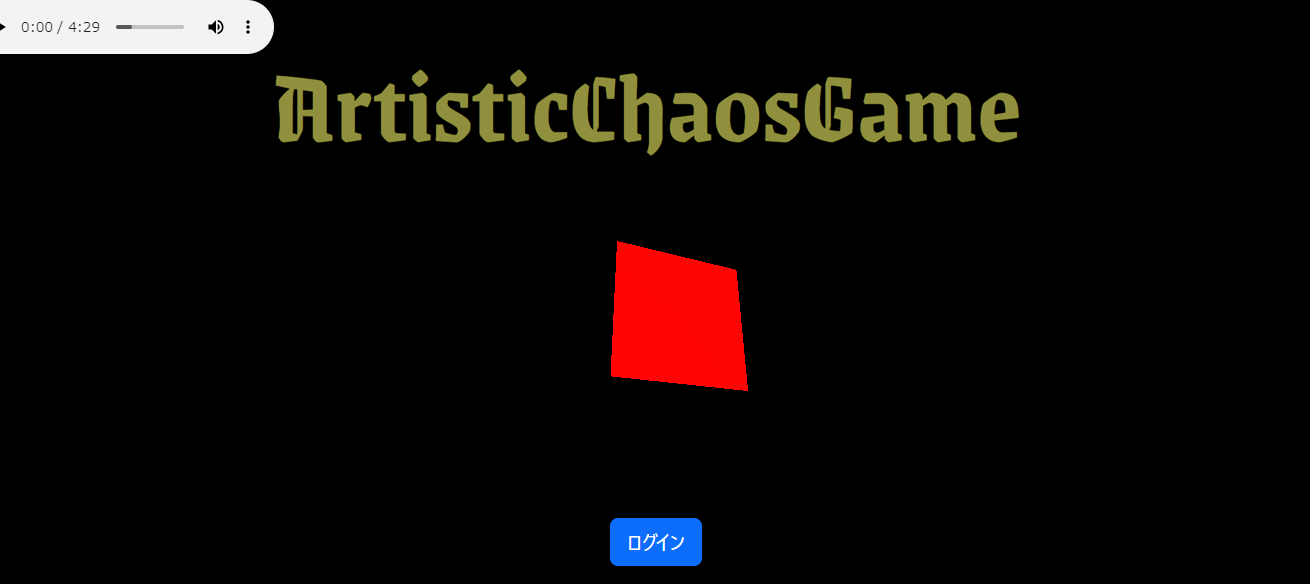 0:00 / 4:29
ArtisticChaosGame
ログイン